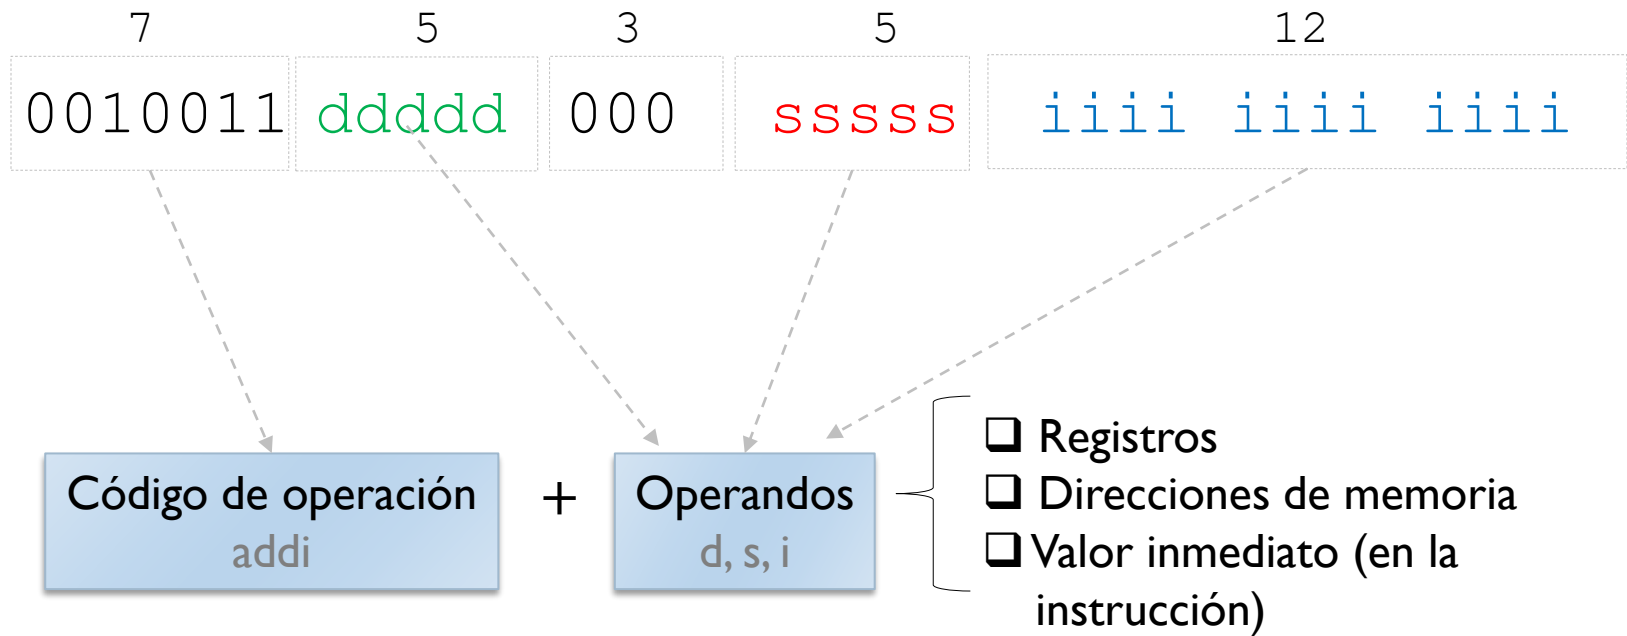 7 5 3 5 12
0010011 ddddd 000 sssss iiii iiii iiii
Código de operación
addi
+
Operandos
d, s, i
❑ Registros
❑ Direcciones de memoria
❑ Valor inmediato (en la
instrucción)